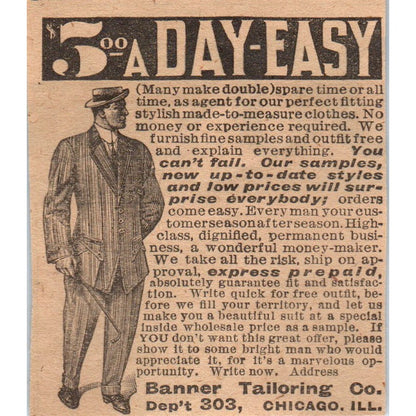 $5.00 A DAY-EASY
(Many make double) spare time or all
time, as agent for our perfect fitting
stylish made-to-measure clothes. No
money or experience required. We
furnish fine samples and outfit free
and explain everything. You
can't fail. Our samples,
new up-to-date styles
and low prices will sur-
prise everybody; orders
come easy. Every man your cus-
tomer season after season. High-
class, dignified, permanent busi-
ness, a wonderful money-maker.
We take all the risk, ship on ap-
proval, express prepaid,
absolutely guarantee fit and satisfac-
tion. Write quick for free outfit, be-
fore we fill your territory, and let us
make you a beautiful suit at a special
inside wholesale price as a sample. If
YOU don't want this great offer, please
show it to some bright man who would
appreciate it, for it's a marvelous op-
portunity. Write now. Address
Banner Tailoring Co.
Dep't 303, CHICAGO. ILL.